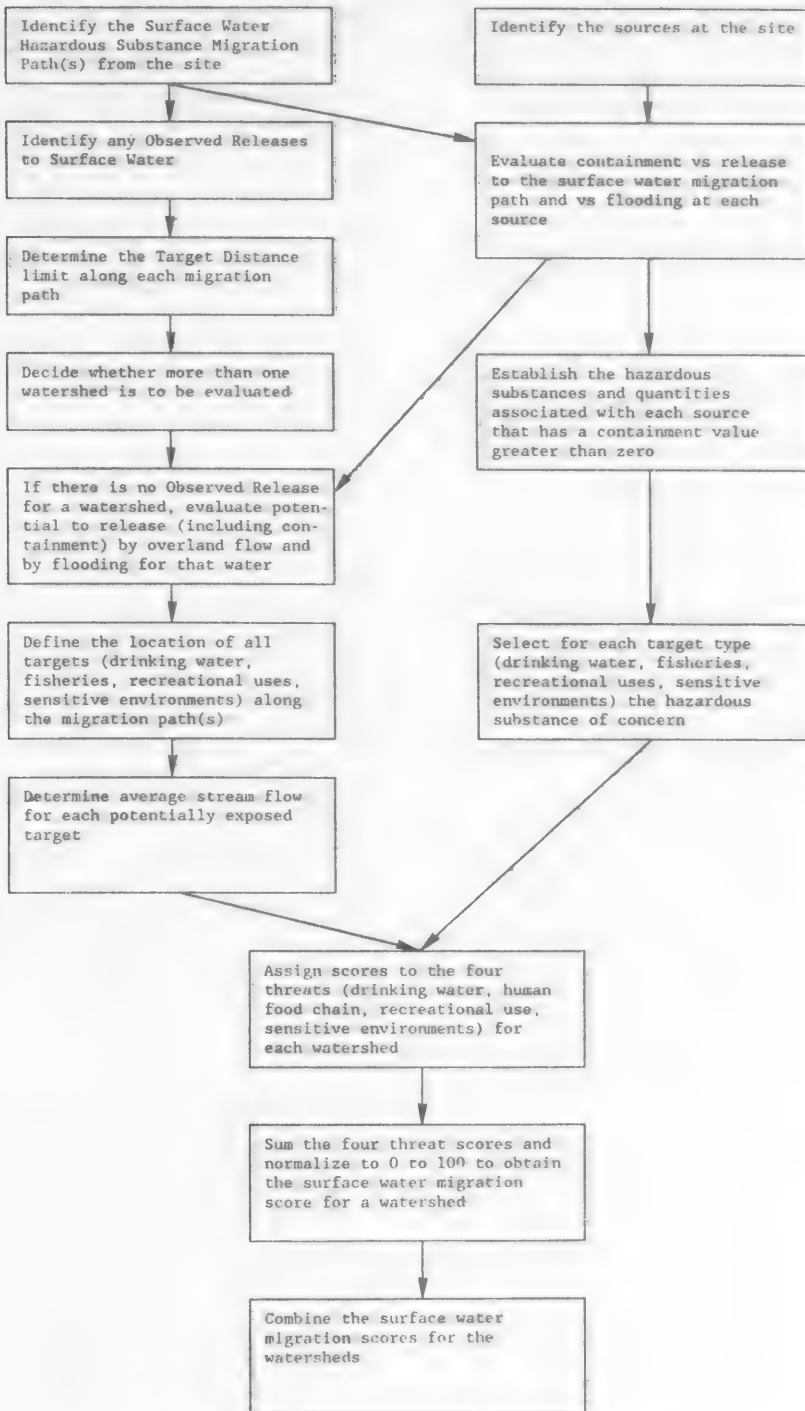 Identify the Surface Water
Hazardous Substance Migration
Path(s) from the site
Identify the sources at the site
Identify any Observed Releases
to Surface Water
Evaluate containment vs release
to the surface water migration
path and vs flooding at each
source
Determine the Target Distance
limit along each migration
path
Decide whether more than one
watershed is to be evaluated
Establish the hazardous
substances and quantities
associated with each source
that has a containment value
greater than zero
If there is no Observed Release
for a watershed, evaluate poten-
tial to release (including con-
tainment) by overland flow and
by flooding for that water
Define the location of all
targets (drinking water,
fisheries, recreational uses,
sensitive environments) along
the migration path(s)
Select for each target type
(drinking water, fisheries,
recreational uses, sensitive
environments) the hazardous
substance of concern
Determine average stream flow
for each potentially exposed
target
Assign scores to the four
threats (drinking water, human
food chain, recreational use,
sensitive environments) for
each watershed
Sum the four threat scores and
normalize to 0 to 100 to obtain
the surface water migration
score for a watershed
Combine the surface water
migration scores for the
watersheds